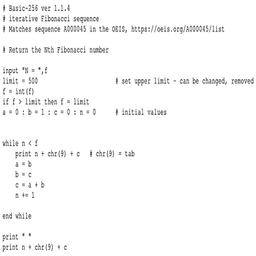 # Basic-256 ver 1.1.4
# iterative Fibonacci sequence
# Matches sequence A000045 in the OEIS, https://oeis.org/A000045/list
# Return the Nth Fibonacci number
input "N = ",f
limit = 500 # set upper limit - can be changed, removed
f = int(f)
if f > limit then f = limit
a = 0 : b = 1 : c = 0 : n = 0 # initial values
while n < f
print n + chr(9) + c # chr(9) = tab
a = b
b = c
c = a + b
n += 1
end while
print " "
print n + chr(9) + c